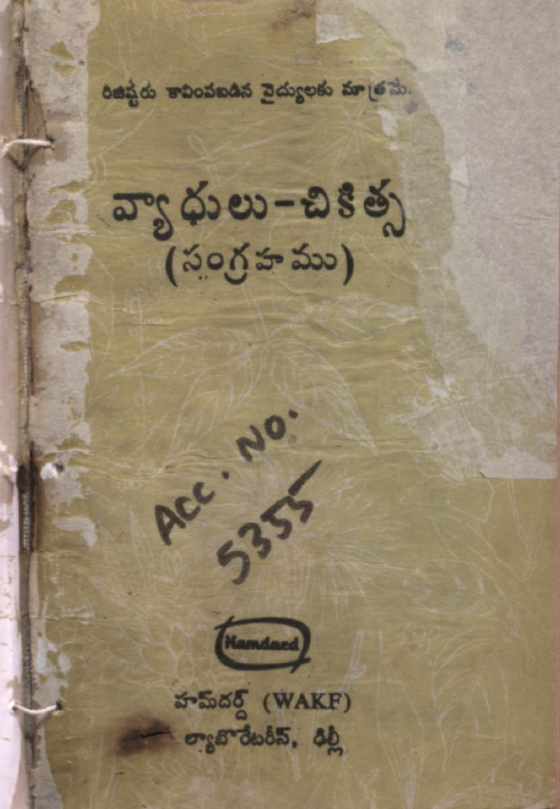 రిజిష్టరు కావింపబడిన వైద్యులకు మాత్రమే.
వ్యాధులు-చికిత్స
(సంగ్రహము)
Acc. No.
5355
Hamdard
హమ్‌దర్ద్ (WAKF)
ల్యాబొరేటరీస్, ఢిల్లీ